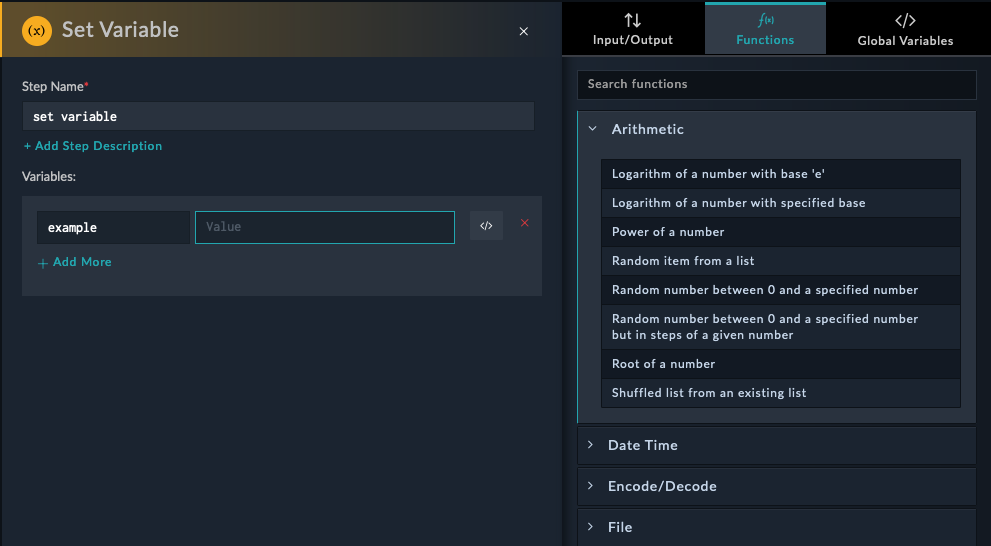 (x) Set Variable
Step Name*
set variable
+ Add Step Description
Variables:
example
Value
</>
+ Add More
Input/Output
f(x)
Functions
</>
Global Variables
Search functions
Arithmetic
Logarithm of a number with base 'e'
Logarithm of a number with specified base
Power of a number
Random item from a list
Random number between 0 and a specified number
Random number between 0 and a specified number
but in steps of a given number
Root of a number
Shuffled list from an existing list
Date Time
Encode/Decode
File